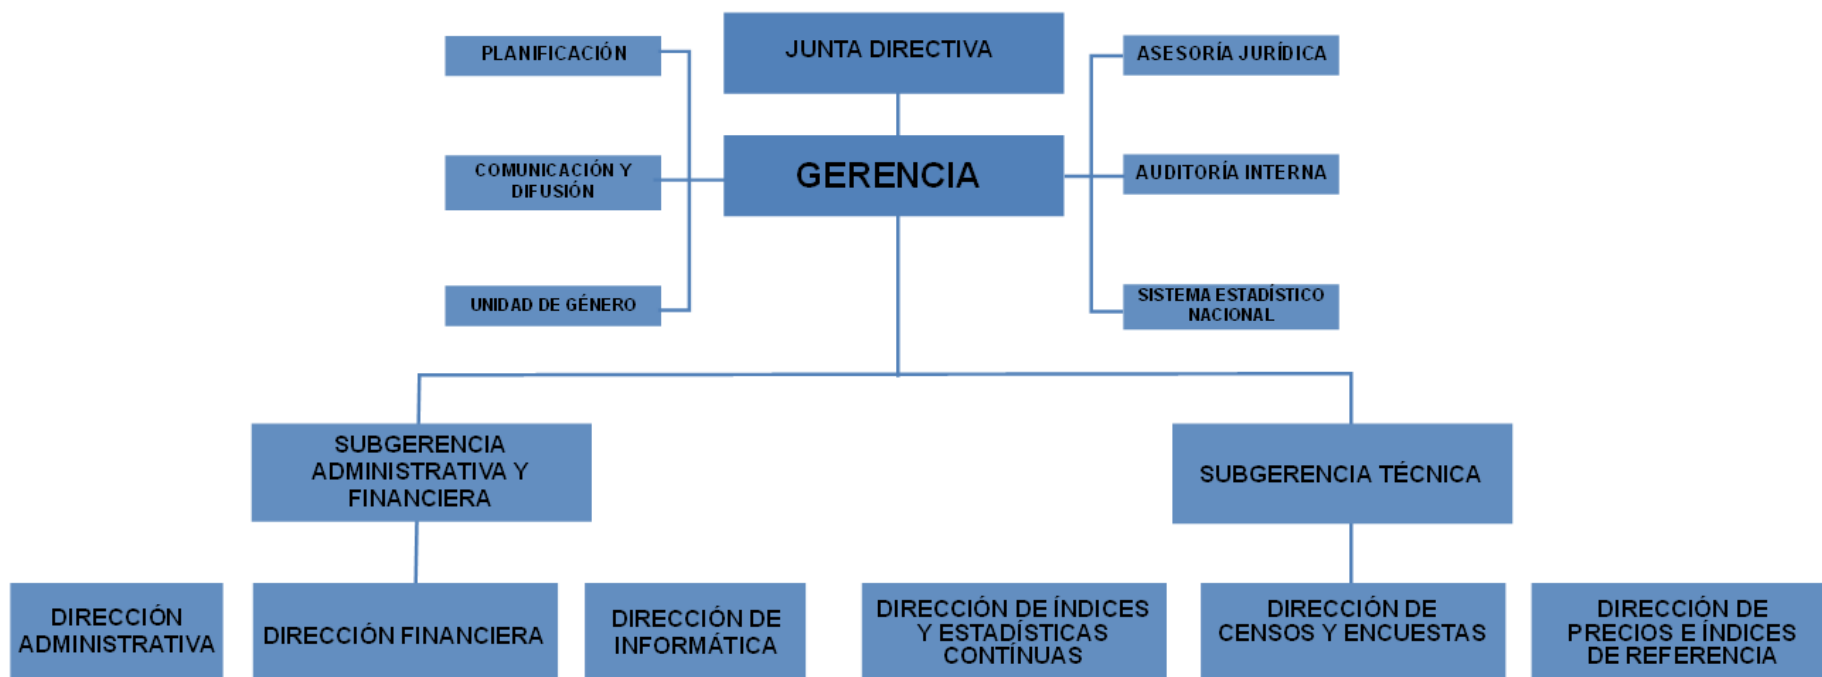 JUNTA DIRECTIVA
PLANIFICACIÓN
ASESORÍA JURÍDICA
COMUNICACIÓN Y
DIFUSIÓN
GERENCIA
AUDITORÍA INTERNA
UNIDAD DE GÉNERO
SISTEMA ESTADÍSTICO
NACIONAL
SUBGERENCIA
ADMINISTRATIVA Y
FINANCIERA
SUBGERENCIA TÉCNICA
DIRECCIÓN
ADMINISTRATIVA
DIRECCIÓN FINANCIERA
DIRECCIÓN DE
INFORMÁTICA
DIRECCIÓN DE ÍNDICES
Y ESTADÍSTICAS
CONTÍNUAS
DIRECCIÓN DE
CENSOS Y ENCUESTAS
DIRECCIÓN DE
PRECIOS E ÍNDICES
DE REFERENCIA